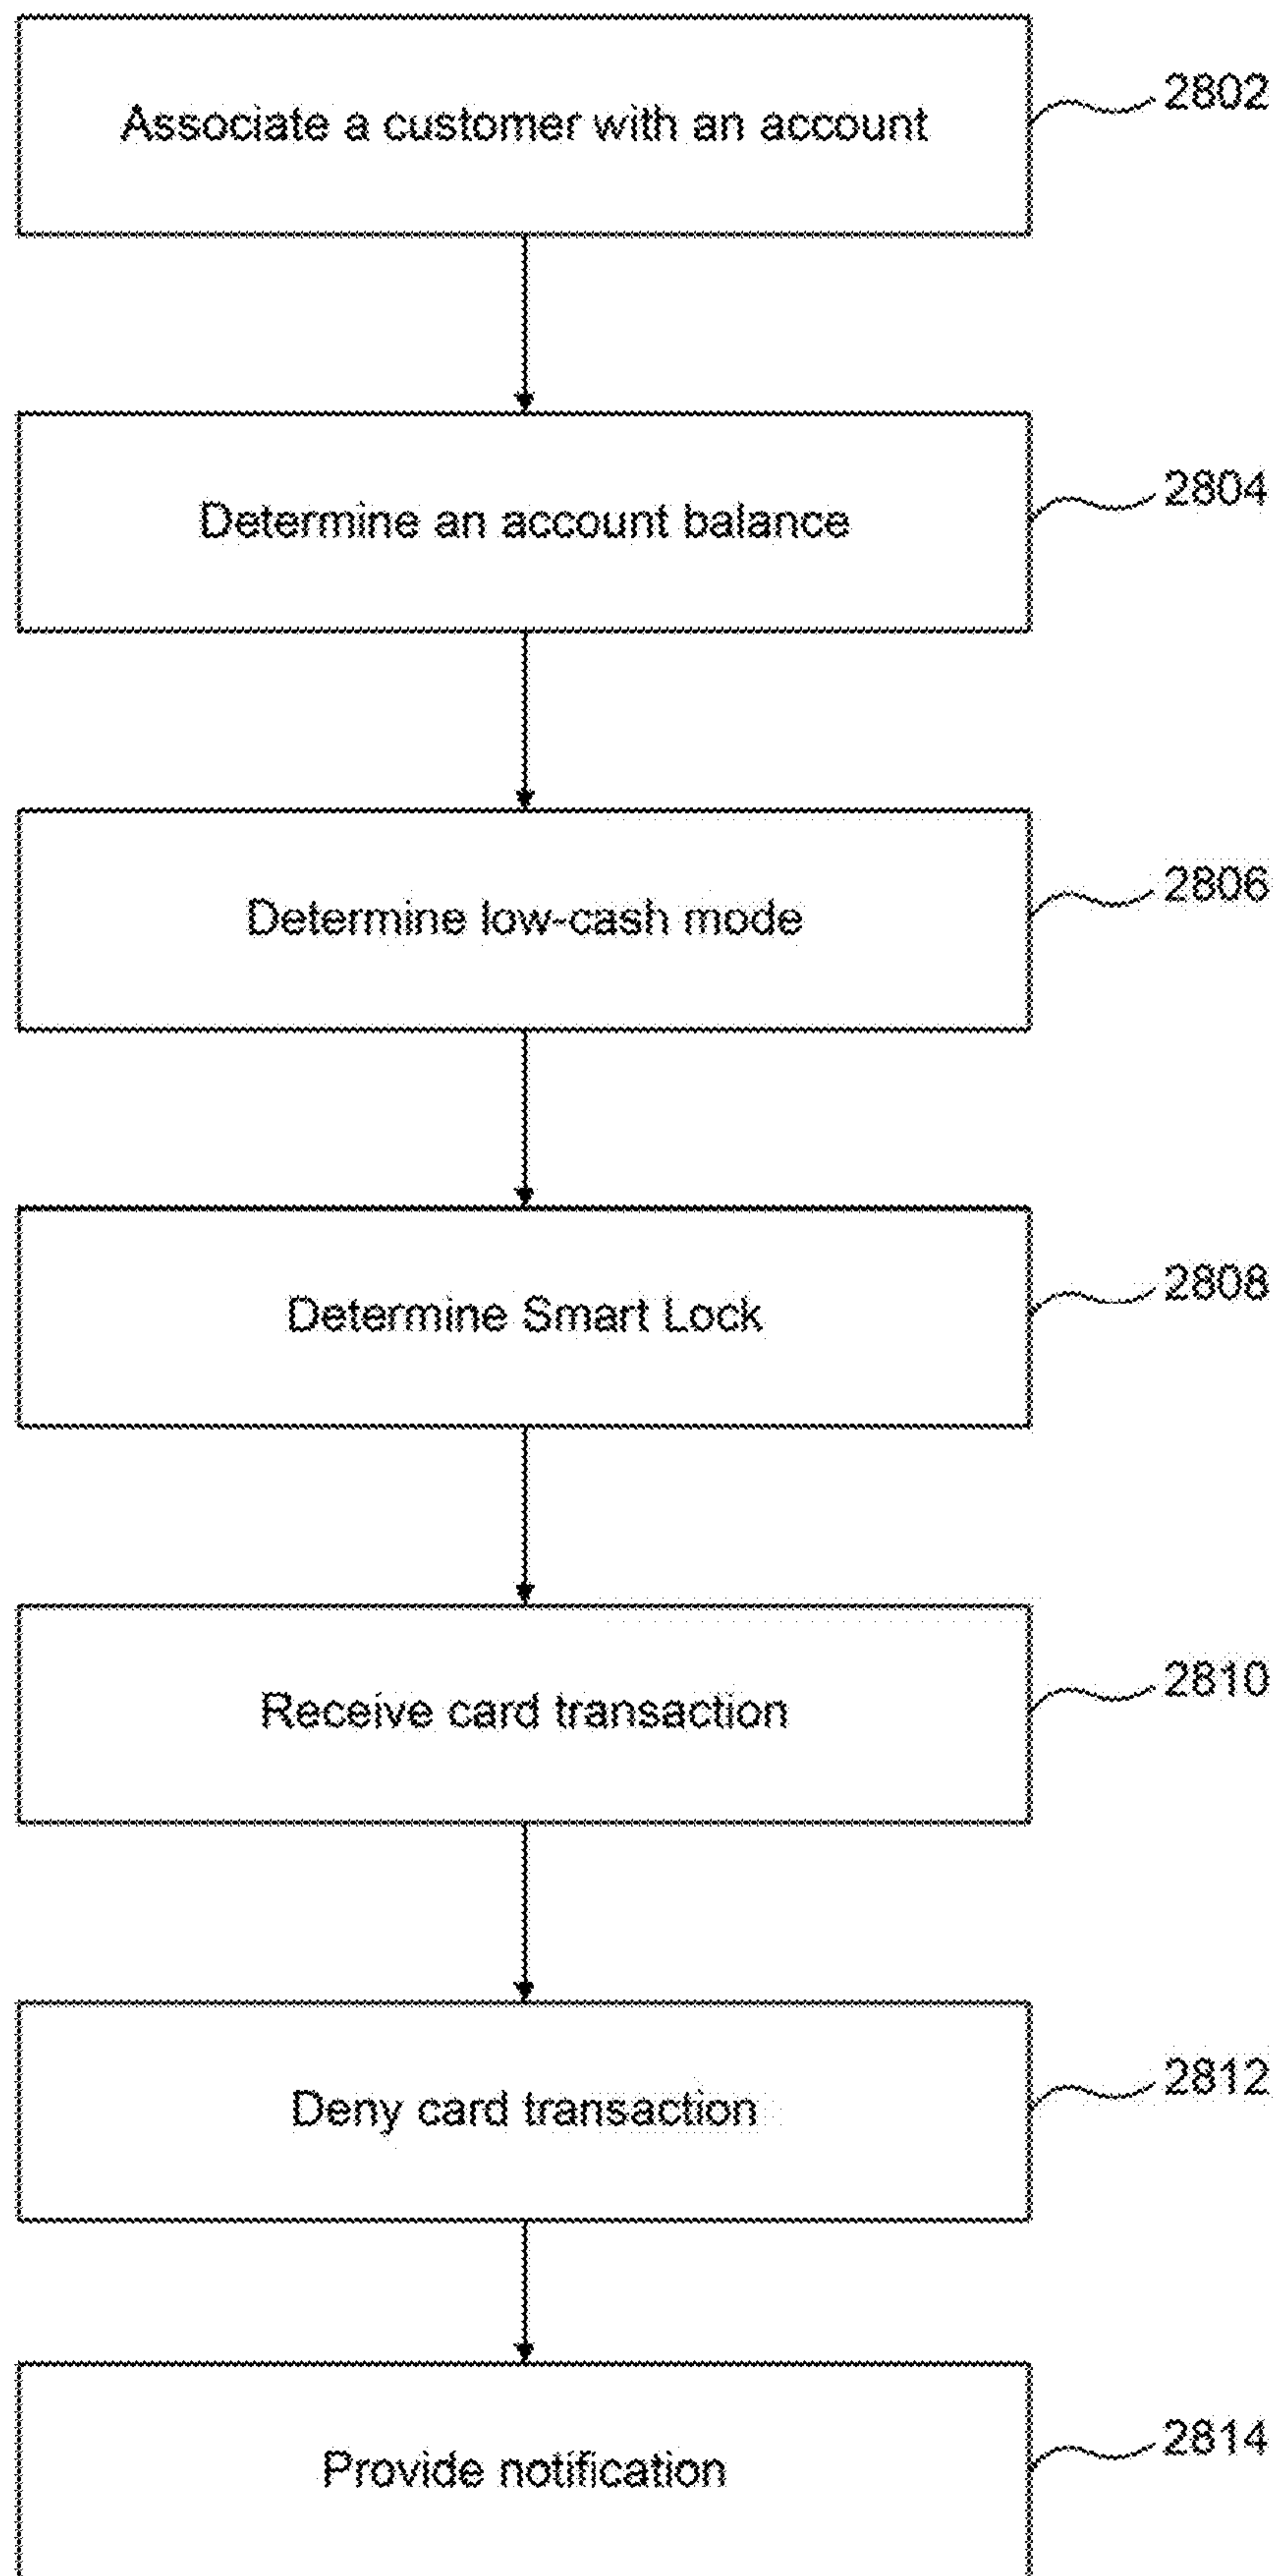 Associate a customer with an account
2802
Determine an account balance
2804
Determine low-cash mode
2806
Determine Smart Lock
2808
Receive card transaction
2810
Deny card transaction
2812
Provide notification
2814